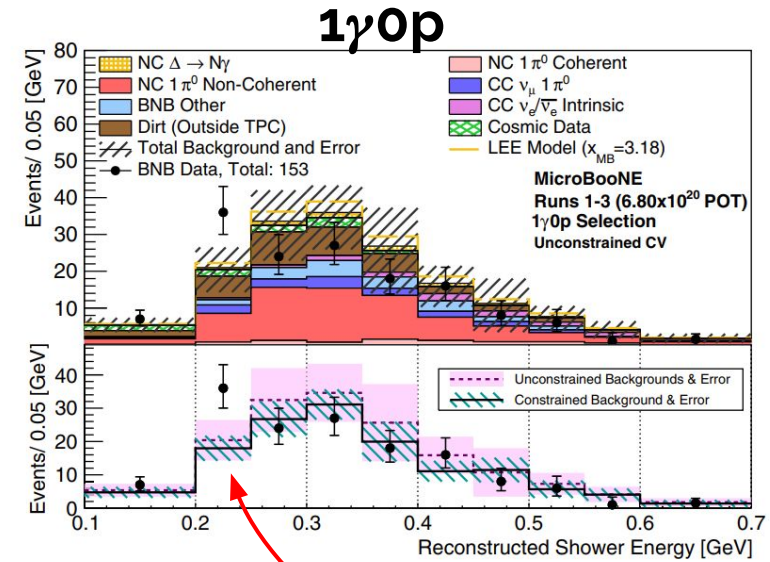 1γ0p
Events/ 0.05 [GeV]
80
70
60
50
40
30
20
10
NC Δ → Nγ
NC 1π⁰ Non-Coherent
BNB Other
Dirt (Outside TPC)
Total Background and Error
BNB Data, Total: 153
NC 1π⁰ Coherent
CC νμ 1π⁰
CC νe/ν̅e Intrinsic
Cosmic Data
LEE Model (xMB=3.18)
MicroBooNE
Runs 1-3 (6.80x10²⁰ POT)
1γ0p Selection
Unconstrained CV
Events/ 0.05 [GeV]
40
30
20
10
0
Unconstrained Backgrounds & Error
Constrained Background & Error
0.1 0.2 0.3 0.4 0.5 0.6 0.7
Reconstructed Shower Energy [GeV]